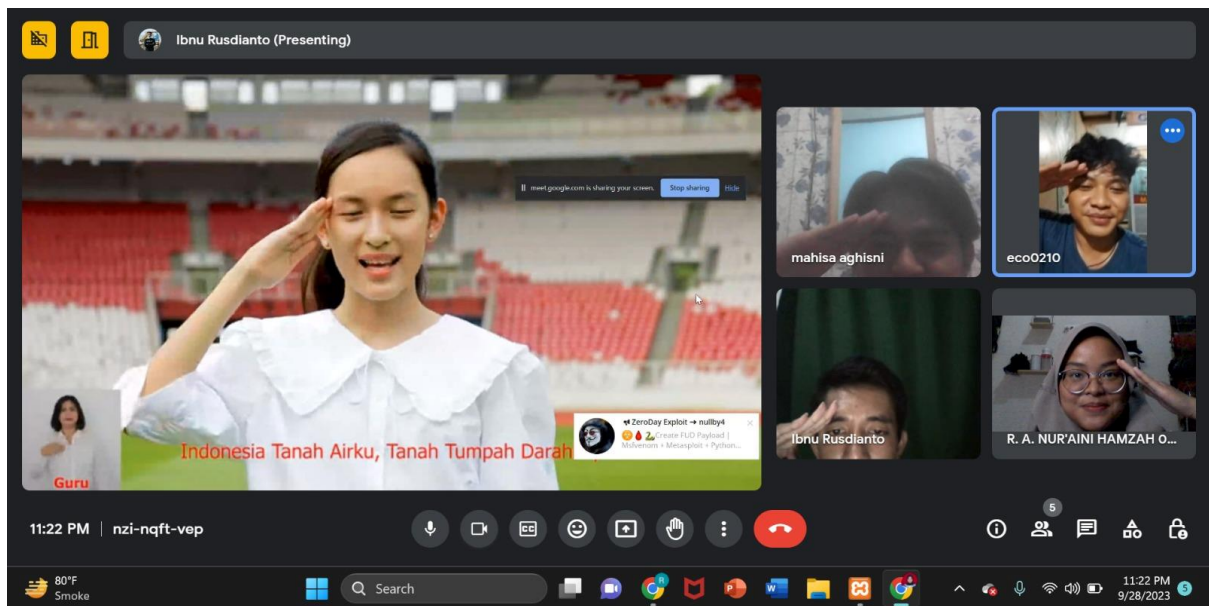 Ibnu Rusdianto (Presenting)
meet.google.com is sharing your screen.
Stop sharing
Hide
ZeroDay Exploit → nullby4
Create FUD Payload |
Msfvenom + Metasploit + Python...
Indonesia Tanah Airku, Tanah Tumpah Darah
Guru
mahisa aghisni
eco0210
Ibnu Rusdianto
R. A. NUR'AINI HAMZAH O...
11:22 PM | nzi-nqft-vep
CC
5
80°F
Smoke
Search
11:22 PM
9/28/2023
5